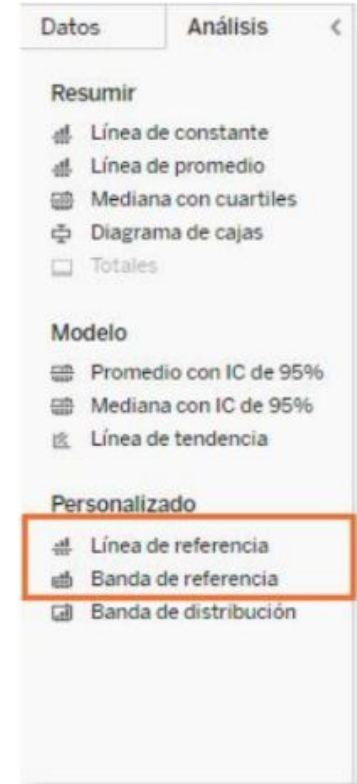 Datos Análisis
Resumir
Línea de constante
Línea de promedio
Mediana con cuartiles
Diagrama de cajas
Totales
Modelo
Promedio con IC de 95%
Mediana con IC de 95%
Línea de tendencia
Personalizado
Línea de referencia
Banda de referencia
Banda de distribución